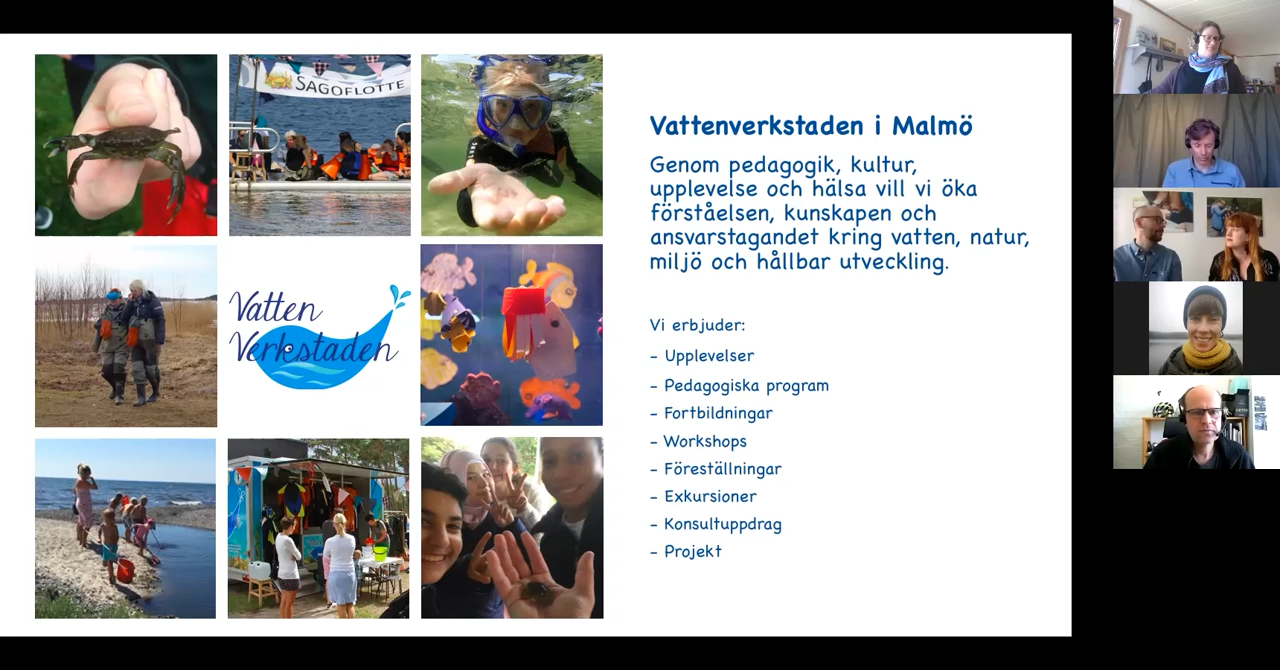 SAGOFLOTTE
Vatten
Verkstaden
Vattenverkstaden i Malmö
Genom pedagogik, kultur,
upplevelse och hälsa vill vi öka
förståelsen, kunskapen och
ansvarstagandet kring vatten, natur,
miljö och hållbar utveckling.
Vi erbjuder:
- Upplevelser
- Pedagogiska program
- Fortbildningar
- Workshops
- Föreställningar
- Exkursioner
- Konsultuppdrag
- Projekt